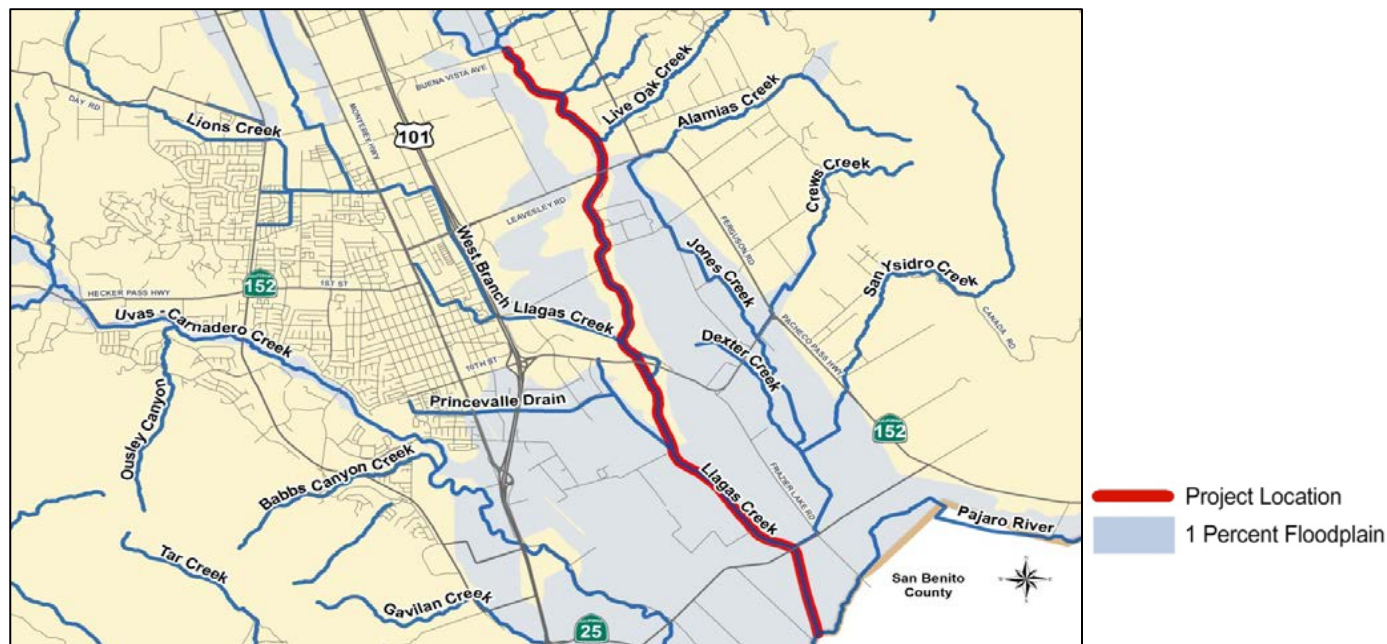 BUENA VISTA AVE
Live Oak Creek
DAY RD
Lions Creek
MONTEREY HWY
101
Alamias Creek
Crews Creek
LEAVESLEY RD
FERGUSON RD
West Branch
Llagas Creek
Jones Creek
San Ysidro Creek
152
1ST ST
HECKER PASS HWY
Uvas - Carnadero Creek
CANADA RD
PACHECO PASS HWY
10TH ST
Dexter Creek
Princevalle Drain
152
Ousley Canyon
Babbs Canyon Creek
Llagas Creek
FRAZIER LAKE RD
Pajaro River
Tar Creek
Gavilan Creek
San Benito
County
25
Project Location
1 Percent Floodplain